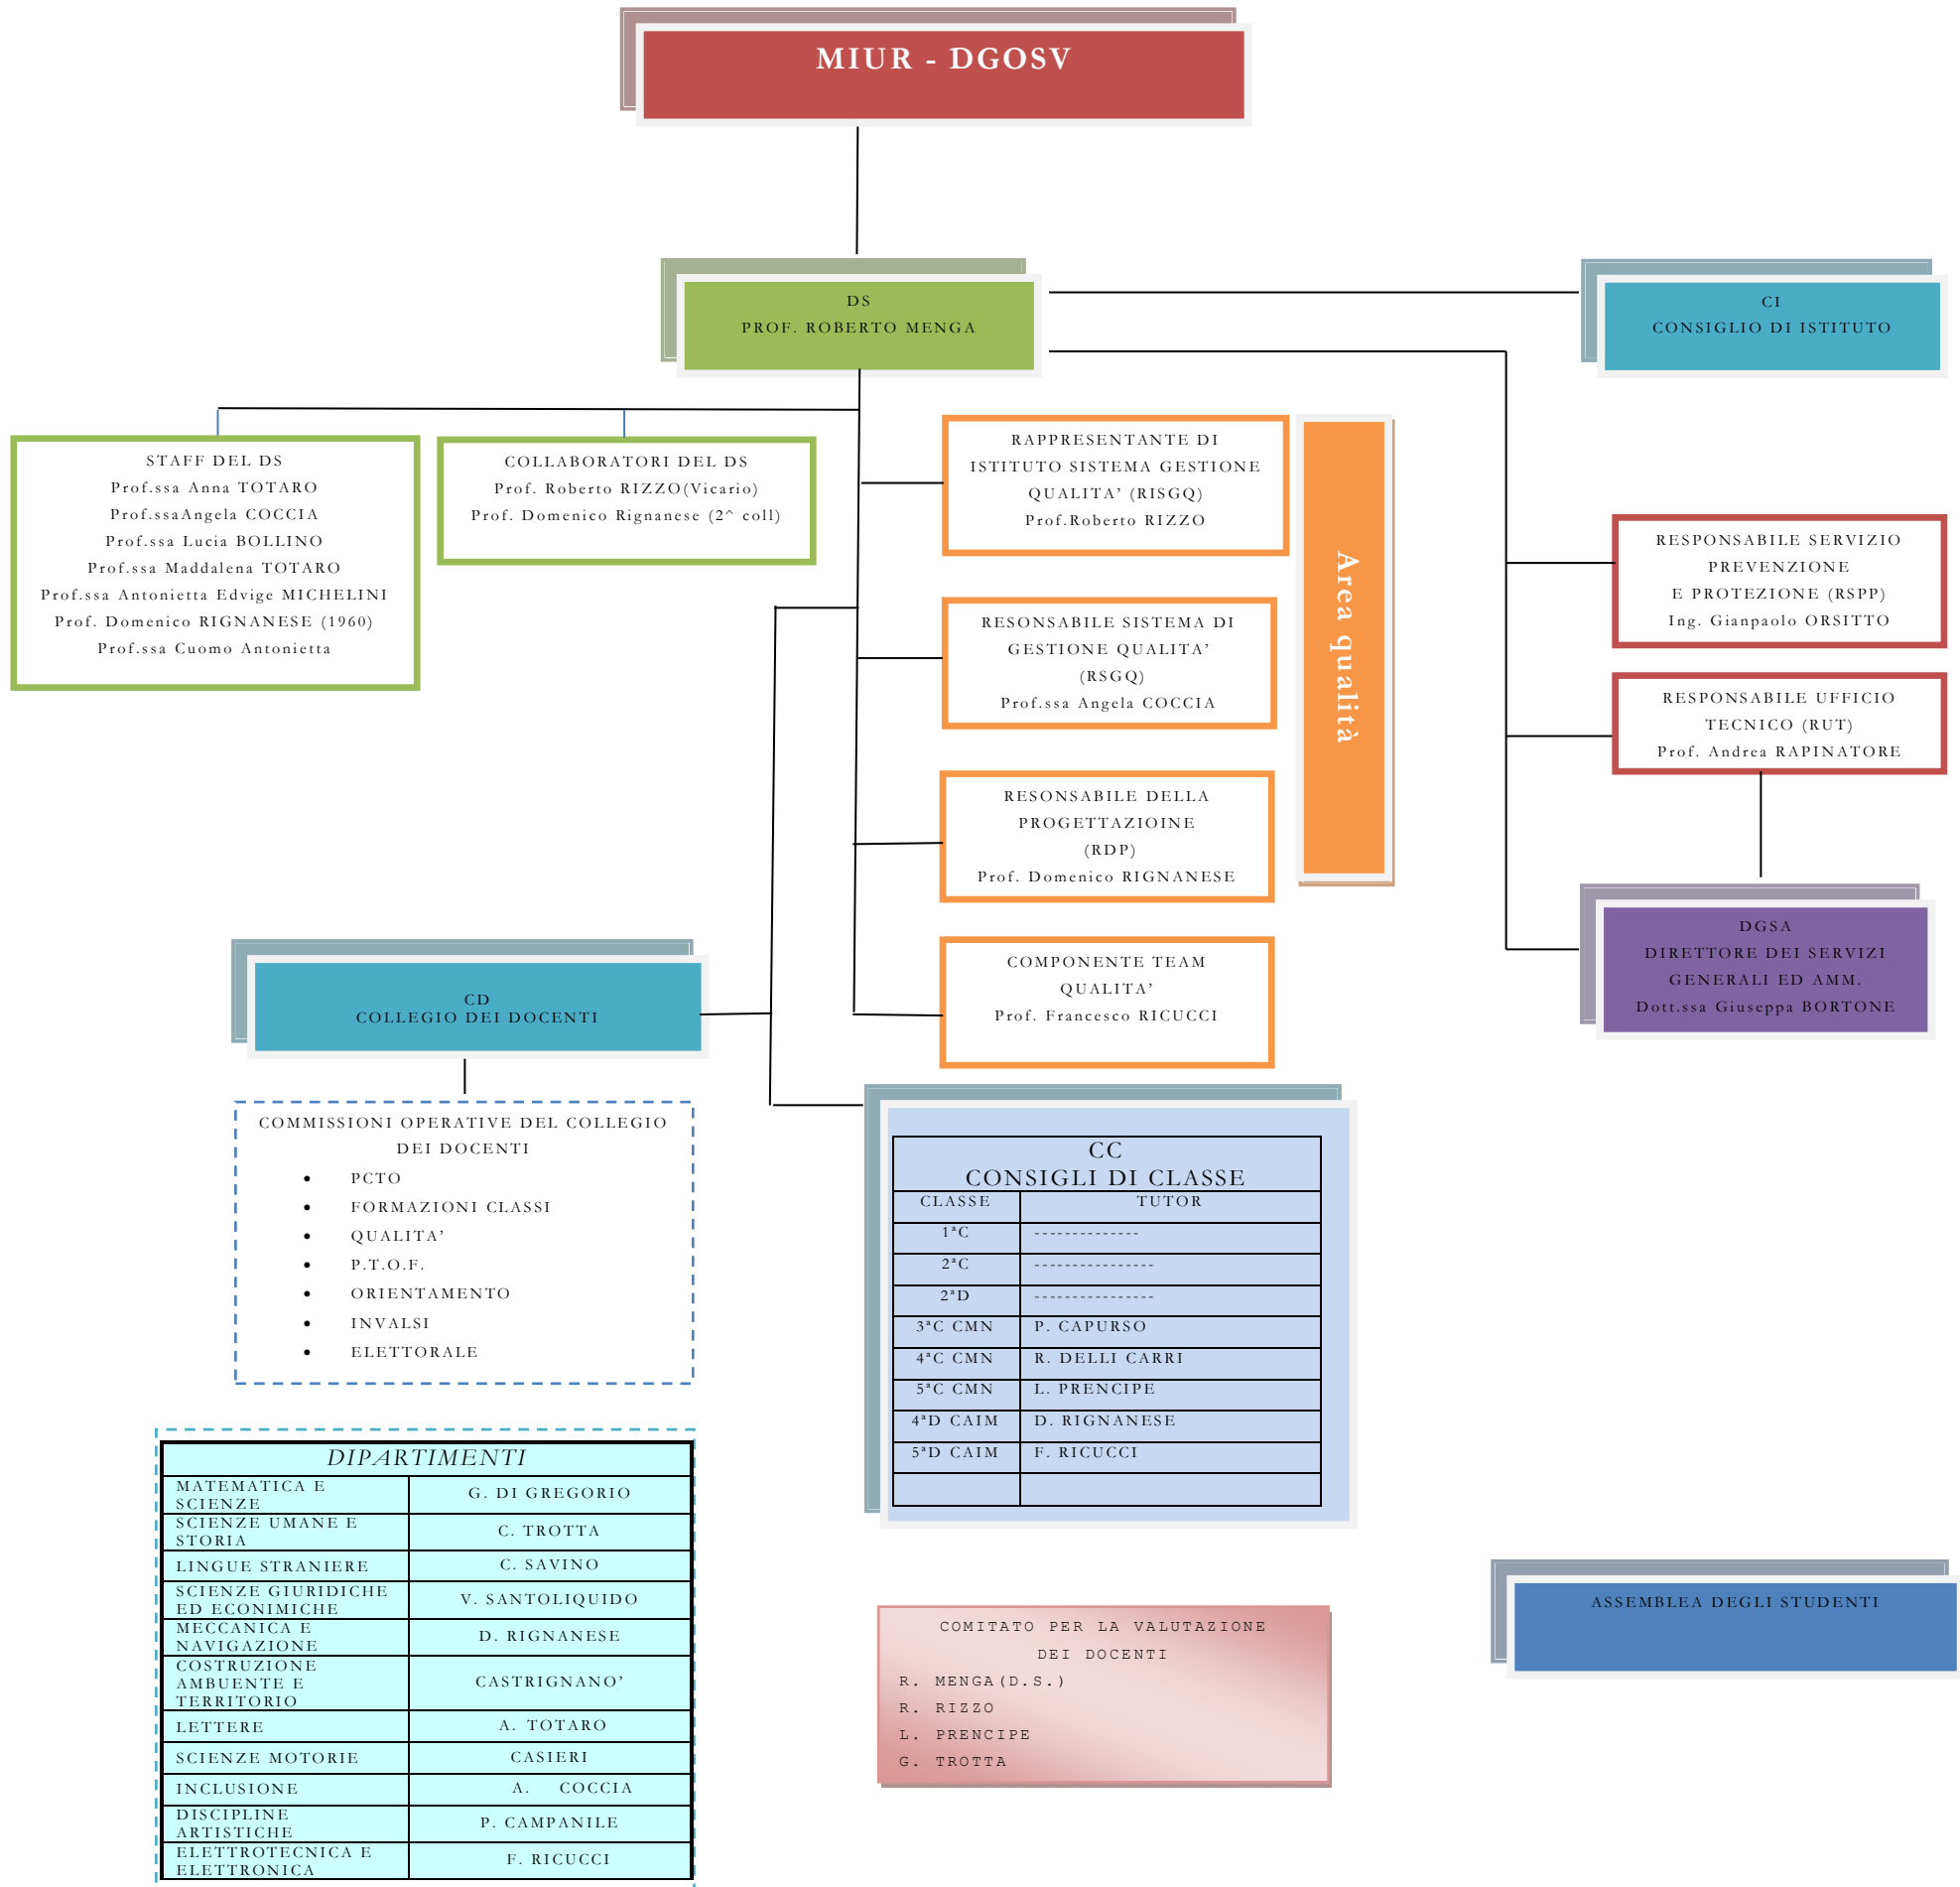 MIUR - DGOSV
DS
PROF. ROBERTO MENGA
CI
CONSIGLIO DI ISTITUTO
STAFF DEL DS
Prof.ssa Anna TOTARO
Prof.ssaAngela COCCIA
Prof.ssa Lucia BOLLINO
Prof.ssa Maddalena TOTARO
Prof.ssa Antonietta Edvige MICHELINI
Prof. Domenico RIGNANESE (1960)
Prof.ssa Cuomo Antonietta
COLLABORATORI DEL DS
Prof. Roberto RIZZO(Vicario)
Prof. Domenico Rignanese (2^ coll)
RAPPRESENTANTE DI
ISTITUTO SISTEMA GESTIONE
QUALITA’ (RISGQ)
Prof.Roberto RIZZO
RESONSABILE SISTEMA DI
GESTIONE QUALITA’
(RSGQ)
Prof.ssa Angela COCCIA
RESONSABILE DELLA
PROGETTAZIOINE
(RDP)
Prof. Domenico RIGNANESE
COMPONENTE TEAM
QUALITA’
Prof. Francesco RICUCCI
Area qualità
RESPONSABILE SERVIZIO
PREVENZIONE
E PROTEZIONE (RSPP)
Ing. Gianpaolo ORSITTO
RESPONSABILE UFFICIO
TECNICO (RUT)
Prof. Andrea RAPINATORE
DGSA
DIRETTORE DEI SERVIZI
GENERALI ED AMM.
Dott.ssa Giuseppa BORTONE
CD
COLLEGIO DEI DOCENTI
COMMISSIONI OPERATIVE DEL COLLEGIO
DEI DOCENTI
• PCTO
• FORMAZIONI CLASSI
• QUALITA’
• P.T.O.F.
• ORIENTAMENTO
• INVALSI
• ELETTORALE
CC
CONSIGLI DI CLASSE
CLASSE TUTOR
1ªC --------------
2ªC ----------------
2ªD ----------------
3ªC CMN P. CAPURSO
4ªC CMN R. DELLI CARRI
5ªC CMN L. PRENCIPE
4ªD CAIM D. RIGNANESE
5ªD CAIM F. RICUCCI
DIPARTIMENTI
MATEMATICA E
SCIENZE
G. DI GREGORIO
SCIENZE UMANE E
STORIA
C. TROTTA
LINGUE STRANIERE C. SAVINO
SCIENZE GIURIDICHE
ED ECONIMICHE
V. SANTOLIQUIDO
MECCANICA E
NAVIGAZIONE
D. RIGNANESE
COSTRUZIONE
AMBUENTE E
TERRITORIO
CASTRIGNANO’
LETTERE A. TOTARO
SCIENZE MOTORIE CASIERI
INCLUSIONE A. COCCIA
DISCIPLINE
ARTISTICHE
P. CAMPANILE
ELETTROTECNICA E
ELETTRONICA
F. RICUCCI
COMITATO PER LA VALUTAZIONE
DEI DOCENTI
R. MENGA(D.S.)
R. RIZZO
L. PRENCIPE
G. TROTTA
ASSEMBLEA DEGLI STUDENTI